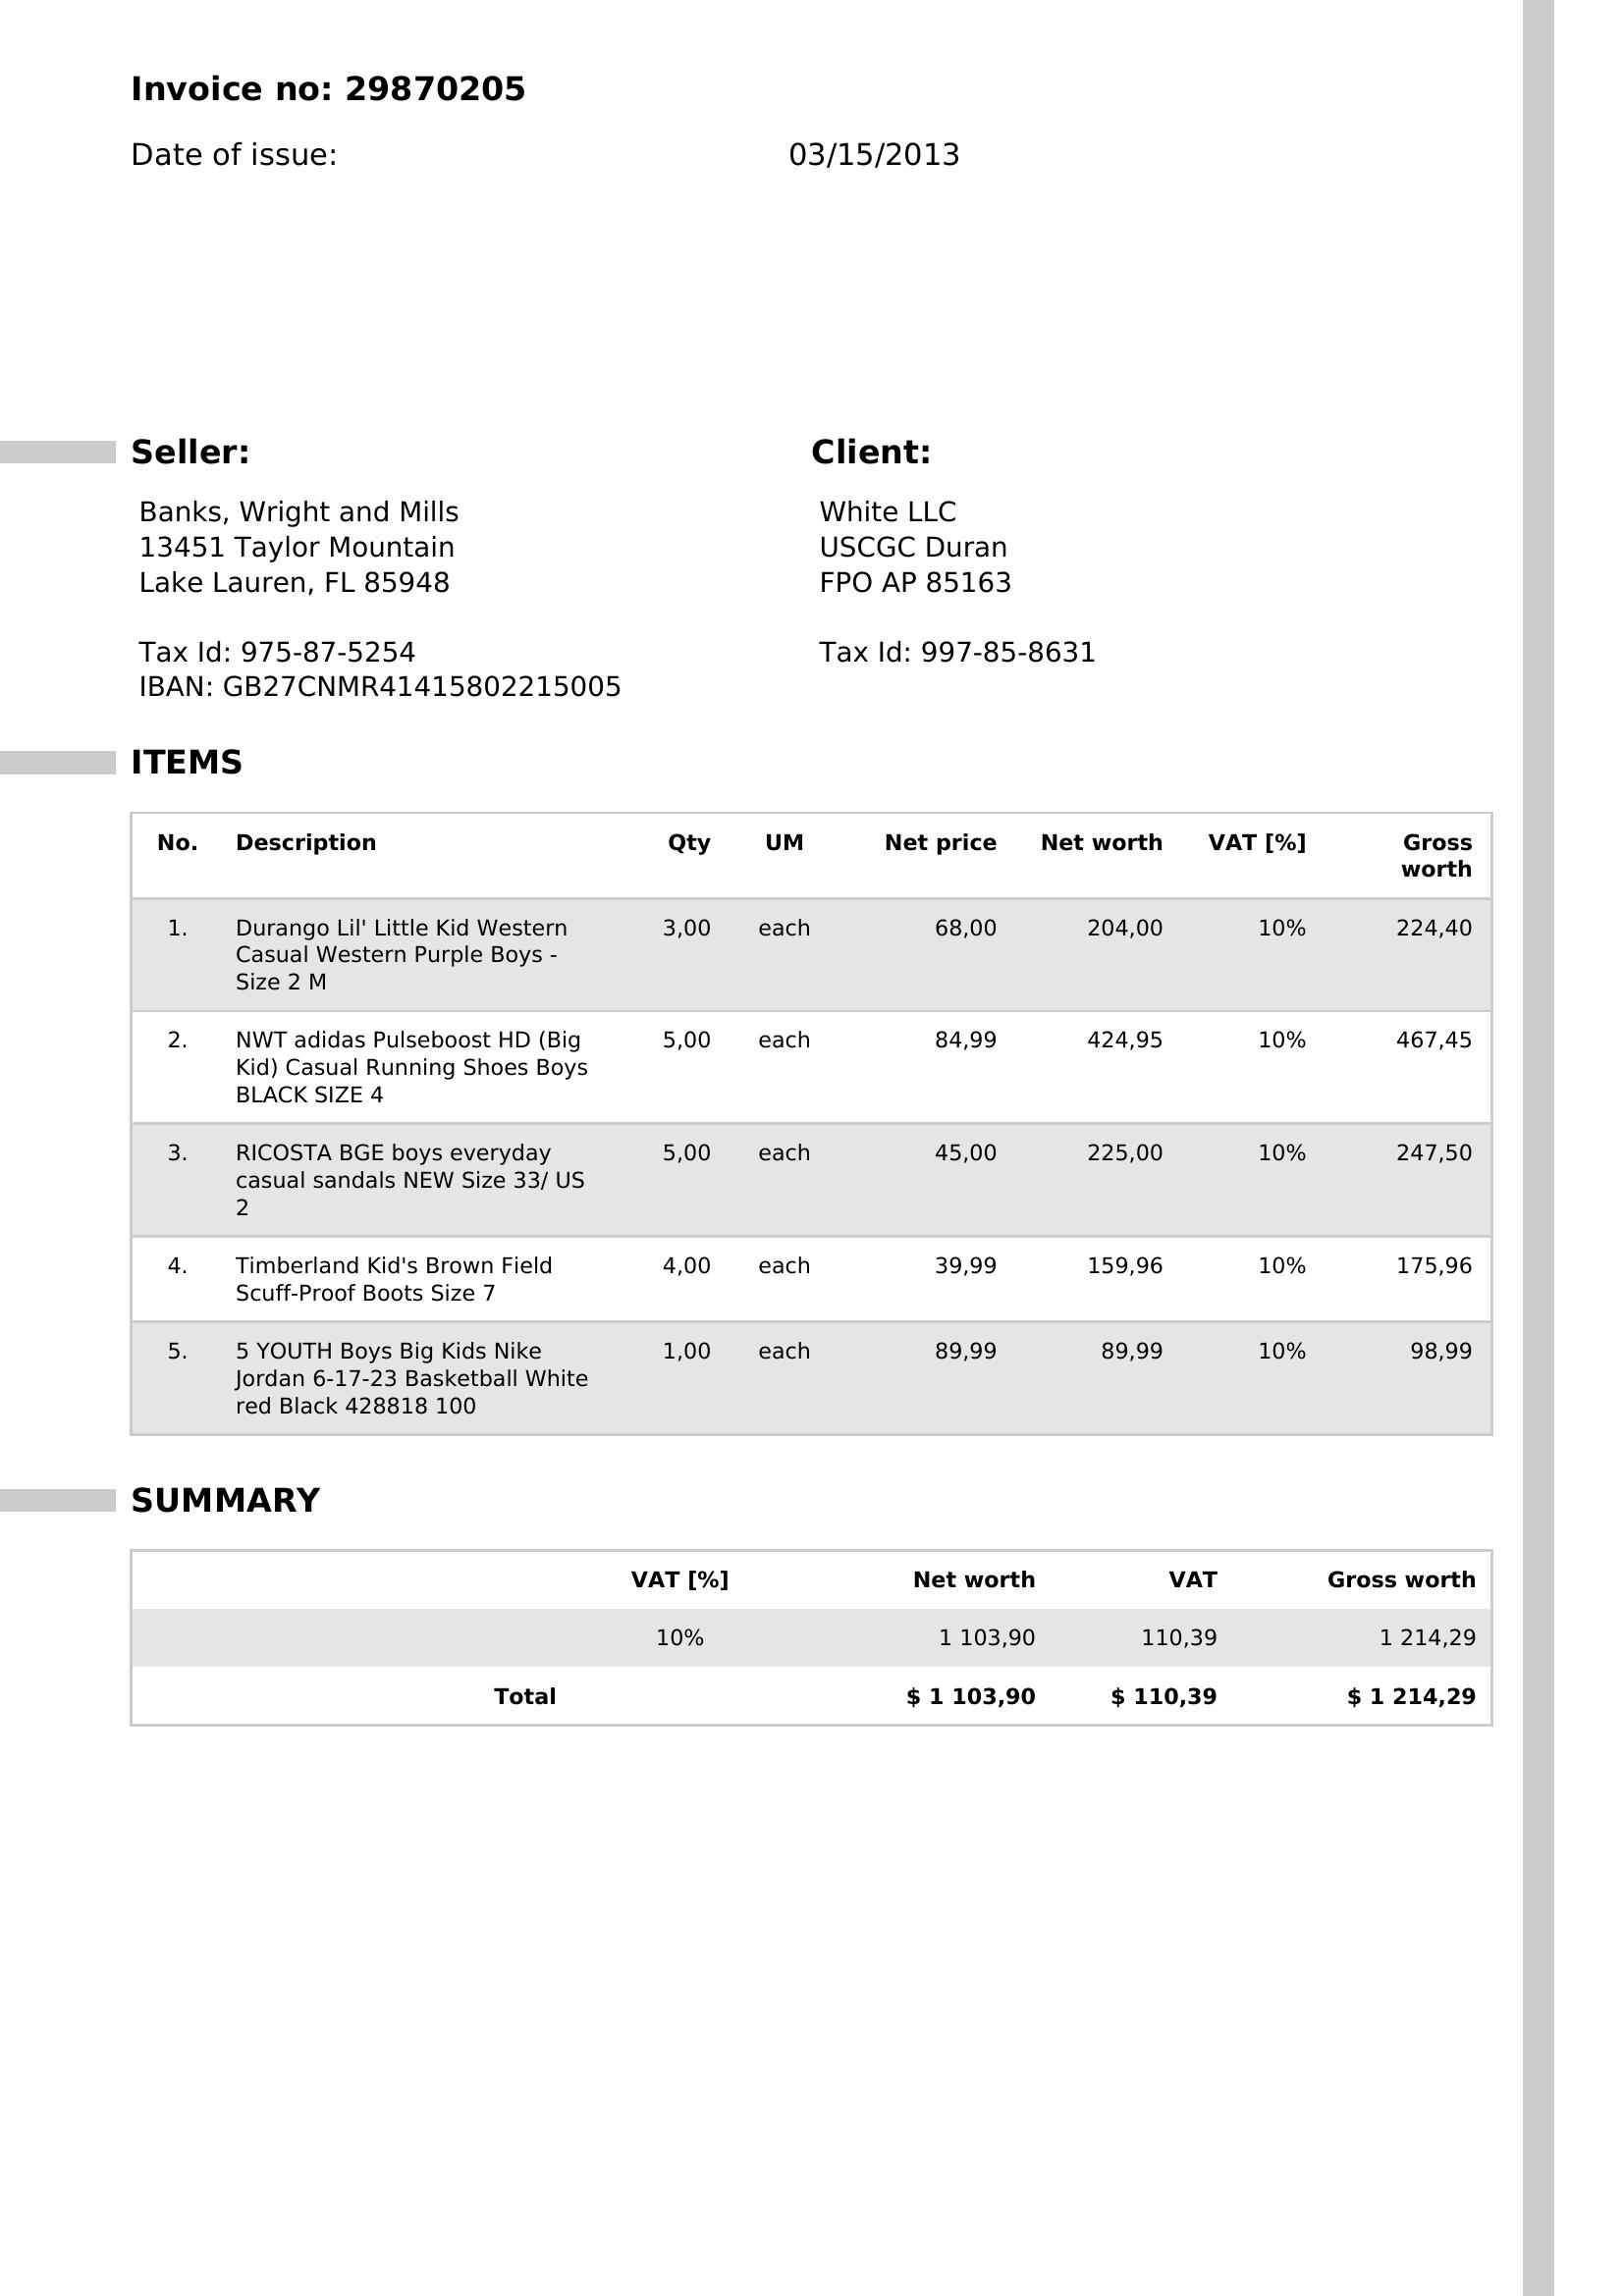 Invoice no: 29870205
Date of issue: 03/15/2013
Seller:
Banks, Wright and Mills
13451 Taylor Mountain
Lake Lauren, FL 85948
Tax Id: 975-87-5254
IBAN: GB27CNMR41415802215005
Client:
White LLC
USCGC Duran
FPO AP 85163
Tax Id: 997-85-8631
ITEMS
No. Description Qty UM Net price Net worth VAT [%] Gross
worth
1. Durango Lil' Little Kid Western 3,00 each 68,00 204,00 10% 224,40
Casual Western Purple Boys -
Size 2 M
2. NWT adidas Pulseboost HD (Big 5,00 each 84,99 424,95 10% 467,45
Kid) Casual Running Shoes Boys
BLACK SIZE 4
3. RICOSTA BGE boys everyday 5,00 each 45,00 225,00 10% 247,50
casual sandals NEW Size 33/ US
2
4. Timberland Kid's Brown Field 4,00 each 39,99 159,96 10% 175,96
Scuff-Proof Boots Size 7
5. 5 YOUTH Boys Big Kids Nike 1,00 each 89,99 89,99 10% 98,99
Jordan 6-17-23 Basketball White
red Black 428818 100
SUMMARY
VAT [%] Net worth VAT Gross worth
10% 1 103,90 110,39 1 214,29
Total $ 1 103,90 $ 110,39 $ 1 214,29